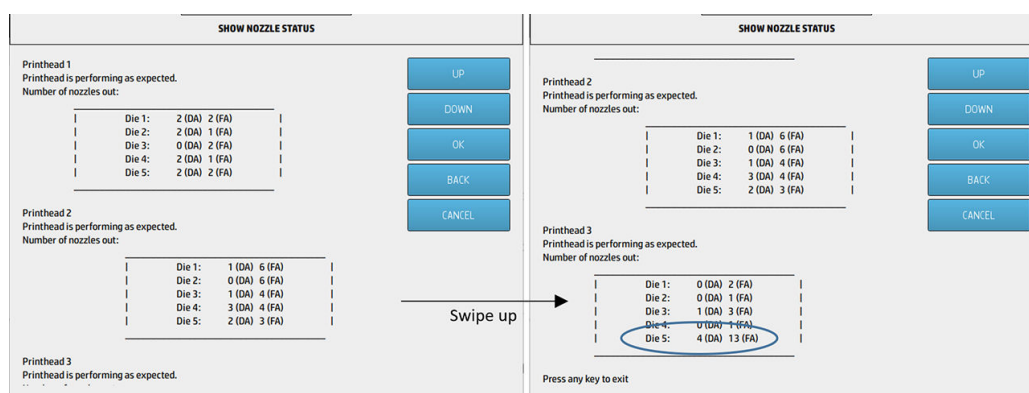 SHOW NOZZLE STATUS
Printhead 1
Printhead is performing as expected.
Number of nozzles out:
Die 1: 2 (DA) 2 (FA)
Die 2: 2 (DA) 1 (FA)
Die 3: 0 (DA) 2 (FA)
Die 4: 2 (DA) 1 (FA)
Die 5: 2 (DA) 2 (FA)
Printhead 2
Printhead is performing as expected.
Number of nozzles out:
Die 1: 1 (DA) 6 (FA)
Die 2: 0 (DA) 6 (FA)
Die 3: 1 (DA) 4 (FA)
Die 4: 3 (DA) 4 (FA)
Die 5: 2 (DA) 3 (FA)
Printhead 3
Printhead is performing as expected.
UP
DOWN
OK
BACK
CANCEL
Swipe up
SHOW NOZZLE STATUS
Printhead 2
Printhead is performing as expected.
Number of nozzles out:
Die 1: 1 (DA) 6 (FA)
Die 2: 0 (DA) 6 (FA)
Die 3: 1 (DA) 4 (FA)
Die 4: 3 (DA) 4 (FA)
Die 5: 2 (DA) 3 (FA)
Printhead 3
Printhead is performing as expected.
Number of nozzles out:
Die 1: 0 (DA) 2 (FA)
Die 2: 0 (DA) 1 (FA)
Die 3: 1 (DA) 3 (FA)
Die 4: 0 (DA) 1 (FA)
Die 5: 4 (DA) 13 (FA)
Press any key to exit
UP
DOWN
OK
BACK
CANCEL